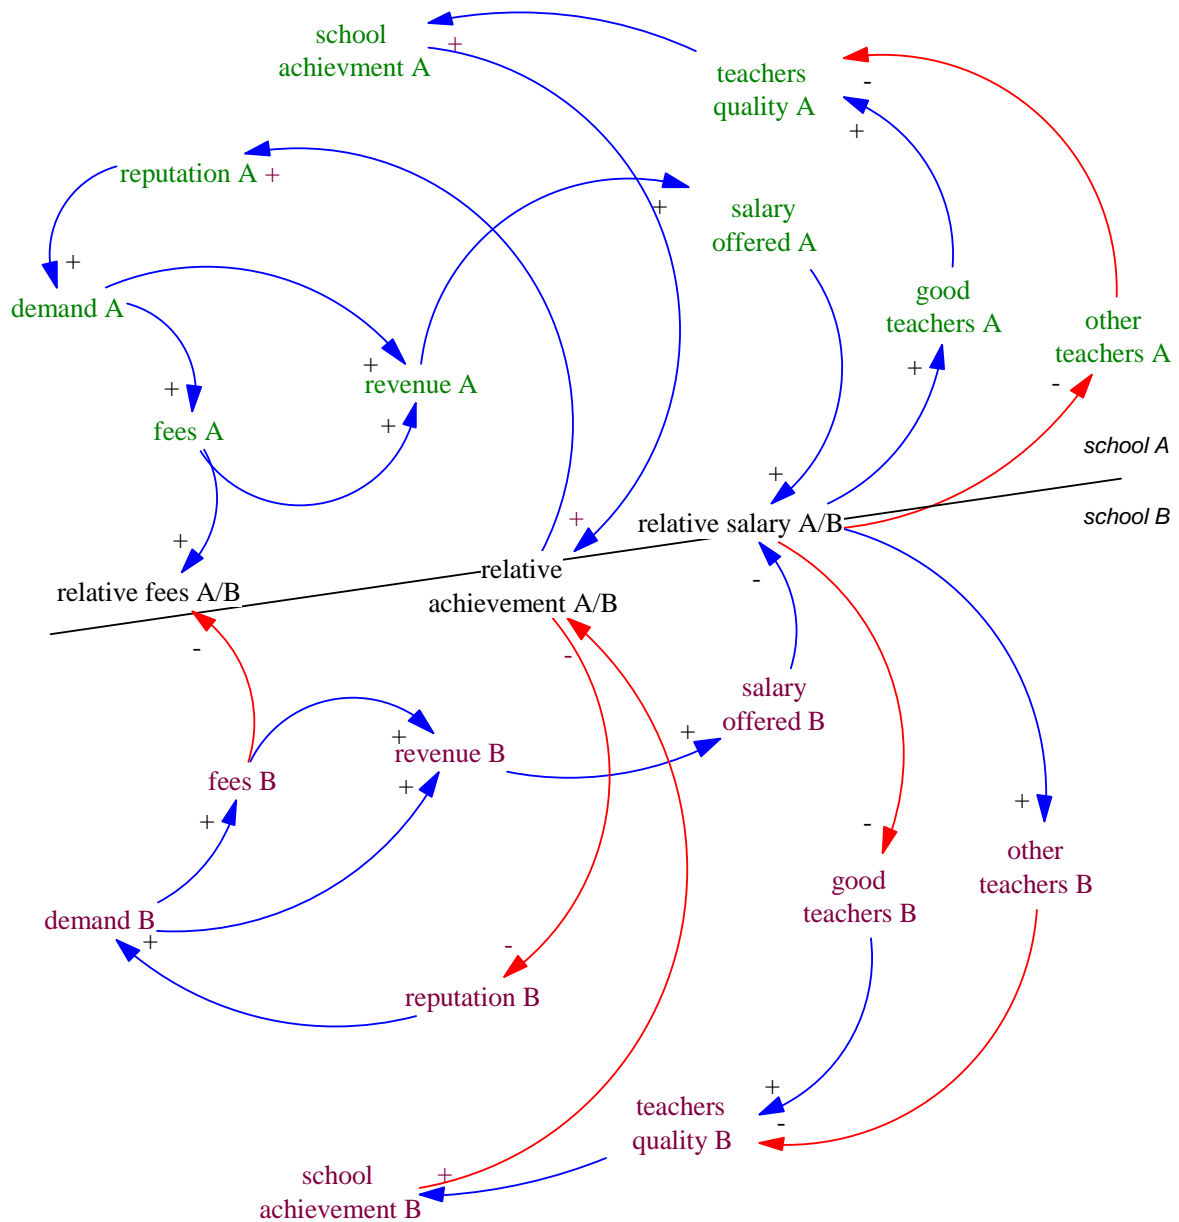 school
achievment A
+
teachers
quality A
-
+
reputation A +
salary
offered A
+
+
demand A
good
teachers A
other
teachers A
+
revenue A
+
+
-
+
fees A
school A
+
+
relative salary A/B
school B
+
+
relative
relative fees A/B
achievement A/B
-
-
-
salary
offered B
+
+
revenue B
fees B
+
+
+
-
other
teachers B
good
teachers B
demand B
+
-
reputation B
+
teachers
quality B
-
school
achievement B
+